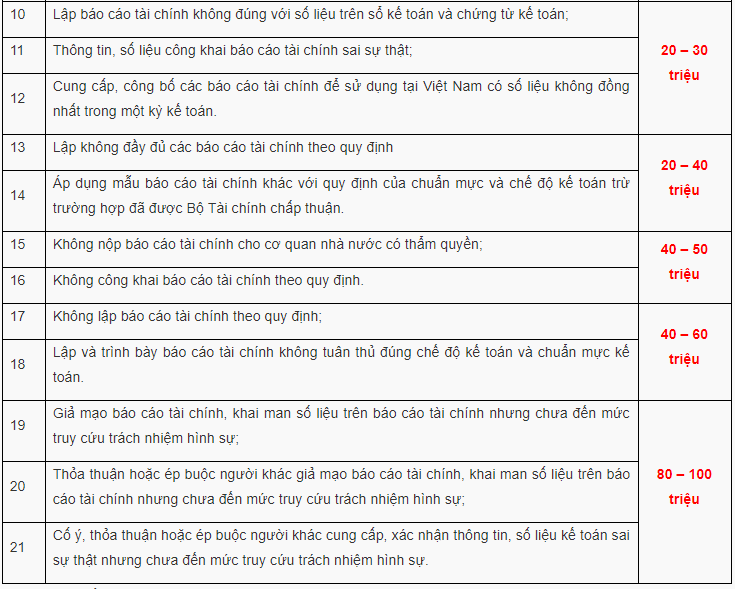 10
Lập báo cáo tài chính không đúng với số liệu trên sổ kế toán và chứng từ kế toán;
11
Thông tin, số liệu công khai báo cáo tài chính sai sự thật;
20 – 30
triệu
12
Cung cấp, công bố các báo cáo tài chính để sử dụng tại Việt Nam có số liệu không đồng
nhất trong một kỳ kế toán.
13
Lập không đầy đủ các báo cáo tài chính theo quy định
20 – 40
triệu
14
Áp dụng mẫu báo cáo tài chính khác với quy định của chuẩn mực và chế độ kế toán trừ
trường hợp đã được Bộ Tài chính chấp thuận.
15
Không nộp báo cáo tài chính cho cơ quan nhà nước có thẩm quyền;
40 – 50
triệu
16
Không công khai báo cáo tài chính theo quy định.
17
Không lập báo cáo tài chính theo quy định;
40 – 60
triệu
18
Lập và trình bày báo cáo tài chính không tuân thủ đúng chế độ kế toán và chuẩn mực kế
toán.
19
Giả mạo báo cáo tài chính, khai man số liệu trên báo cáo tài chính nhưng chưa đến mức
truy cứu trách nhiệm hình sự;
20
Thỏa thuận hoặc ép buộc người khác giả mạo báo cáo tài chính, khai man số liệu trên báo
cáo tài chính nhưng chưa đến mức truy cứu trách nhiệm hình sự;
80 – 100
triệu
21
Cố ý, thỏa thuận hoặc ép buộc người khác cung cấp, xác nhận thông tin, số liệu kế toán sai
sự thật nhưng chưa đến mức truy cứu trách nhiệm hình sự.